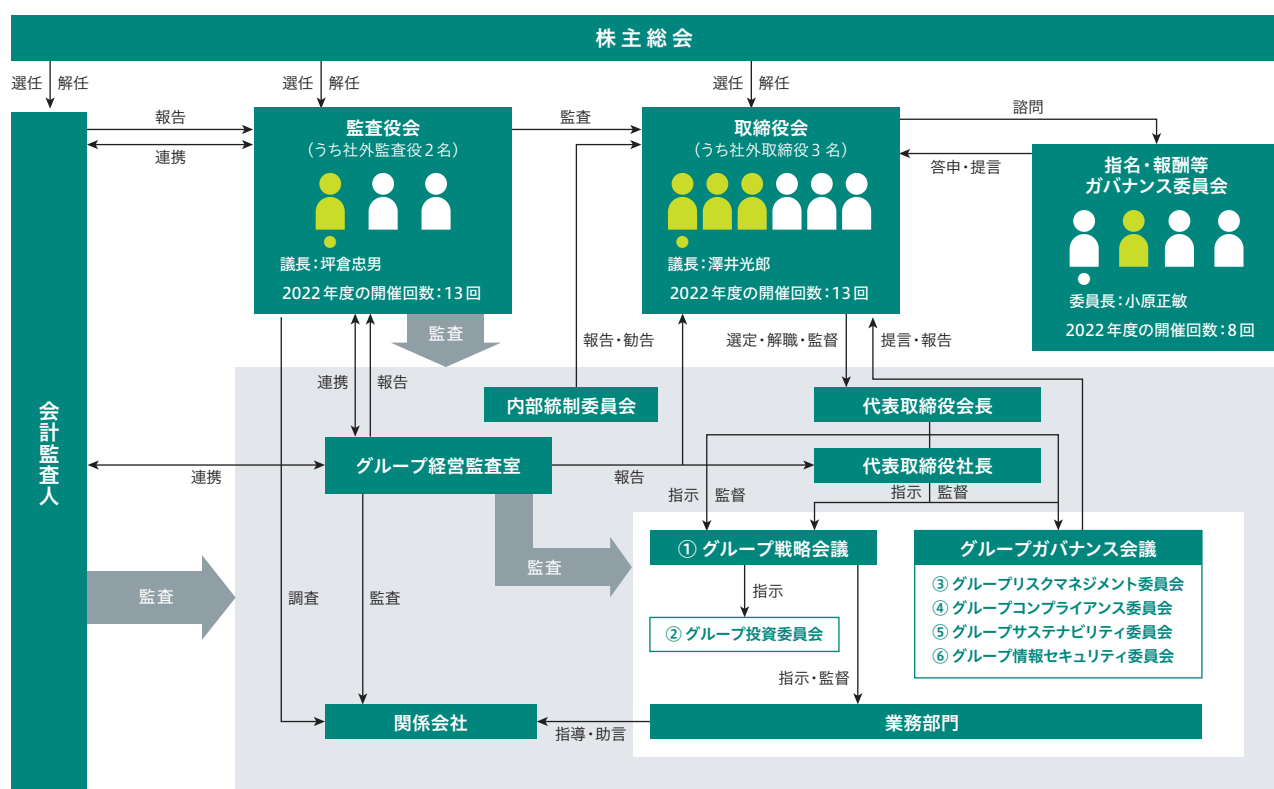 株主総会
選任 解任
選任 解任
選任 解任
会計監査人
報告
連携
監査役会
(うち社外監査役2名)
議長:坪倉忠男
2022年度の開催回数:13回
監査
取締役会
(うち社外取締役3名)
議長:澤井光郎
2022年度の開催回数:13回
諮問
答申・提言
指名・報酬等
ガバナンス委員会
委員長:小原正敏
2022年度の開催回数:8回
監査
連携 報告
報告・勧告
選定・解職・監督
提言・報告
内部統制委員会
代表取締役会長
グループ経営監査室
連携
報告
代表取締役社長
指示 監督
指示 監督
監査
監査
調査
監査
① グループ戦略会議
指示
② グループ投資委員会
指示・監督
グループガバナンス会議
③ グループリスクマネジメント委員会
④ グループコンプライアンス委員会
⑤ グループサステナビリティ委員会
⑥ グループ情報セキュリティ委員会
関係会社
指導・助言
業務部門